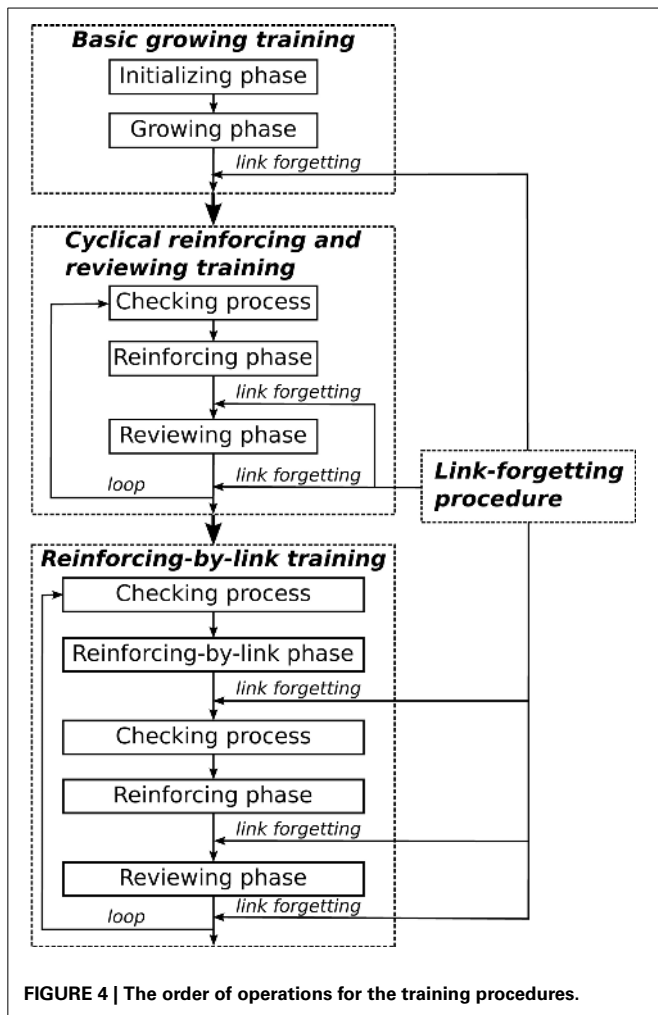 Basic growing training
Initializing phase
Growing phase
link forgetting
Cyclical reinforcing and
reviewing training
Checking process
Reinforcing phase
link forgetting
Reviewing phase
link forgetting
loop
Link-forgetting
procedure
Reinforcing-by-link training
Checking process
Reinforcing-by-link phase
link forgetting
Checking process
Reinforcing phase
link forgetting
Reviewing phase
link forgetting
loop
FIGURE 4 | The order of operations for the training procedures.